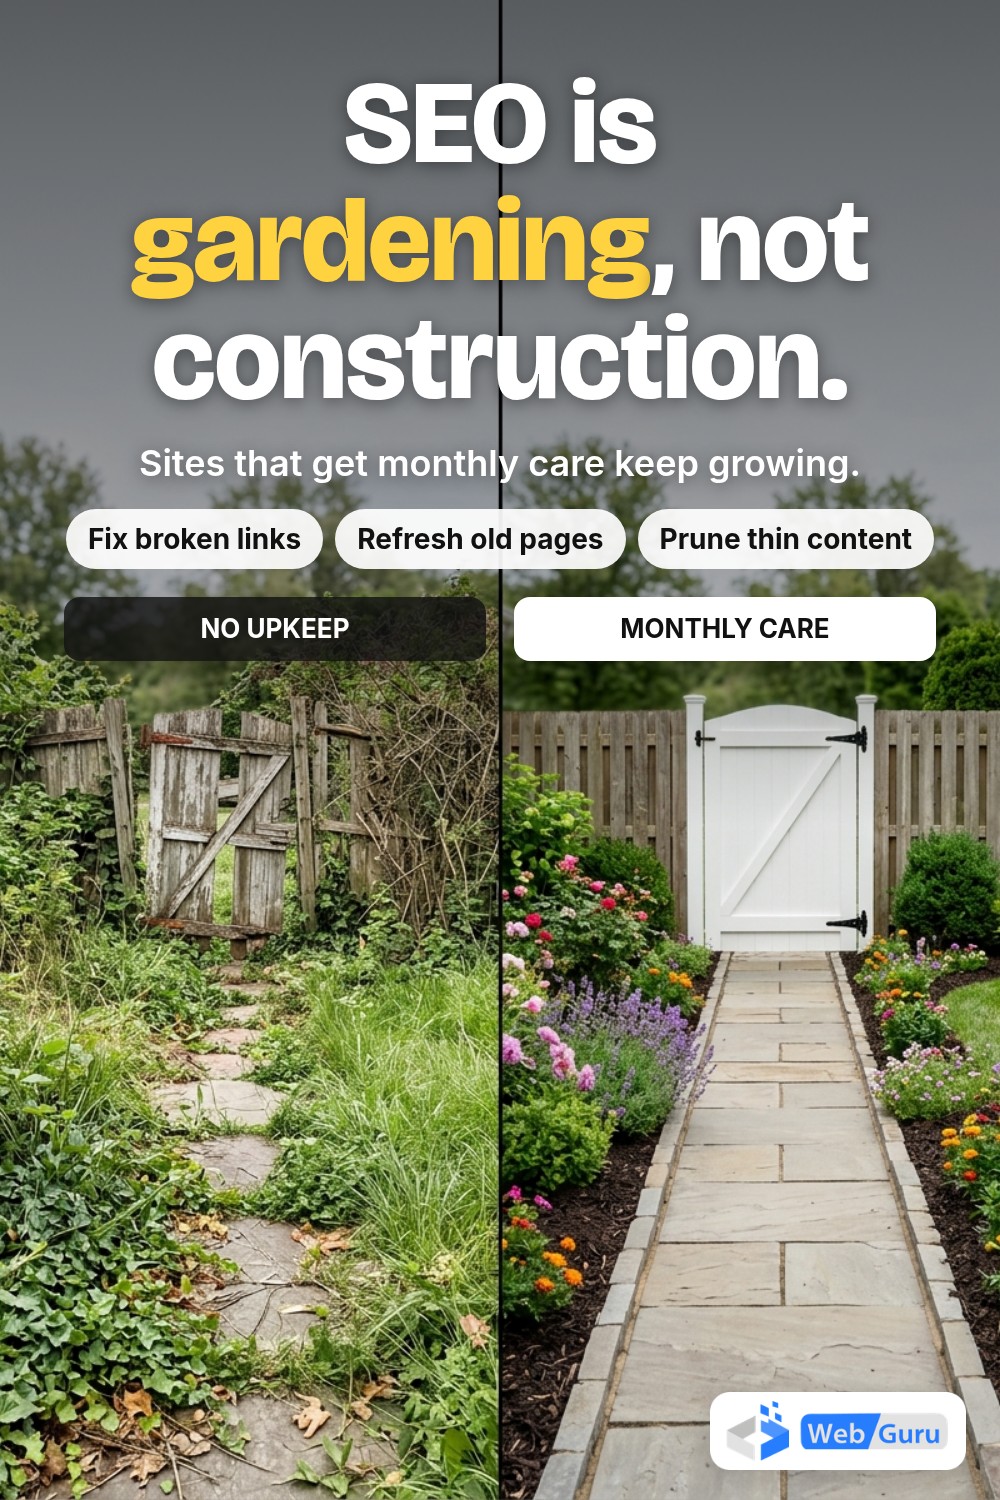 SEO is
gardening, not
construction.
Sites that get monthly care keep growing.
Fix broken links
Refresh old pages
Prune thin content
NO UPKEEP
MONTHLY CARE
Web Guru